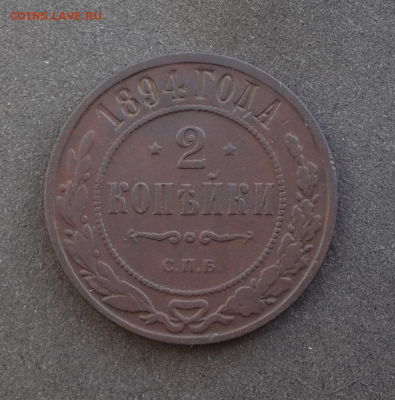 COINS.LAVE.RU
1894 ГОДА
2
КОПѢЙКИ
С.П.Б.